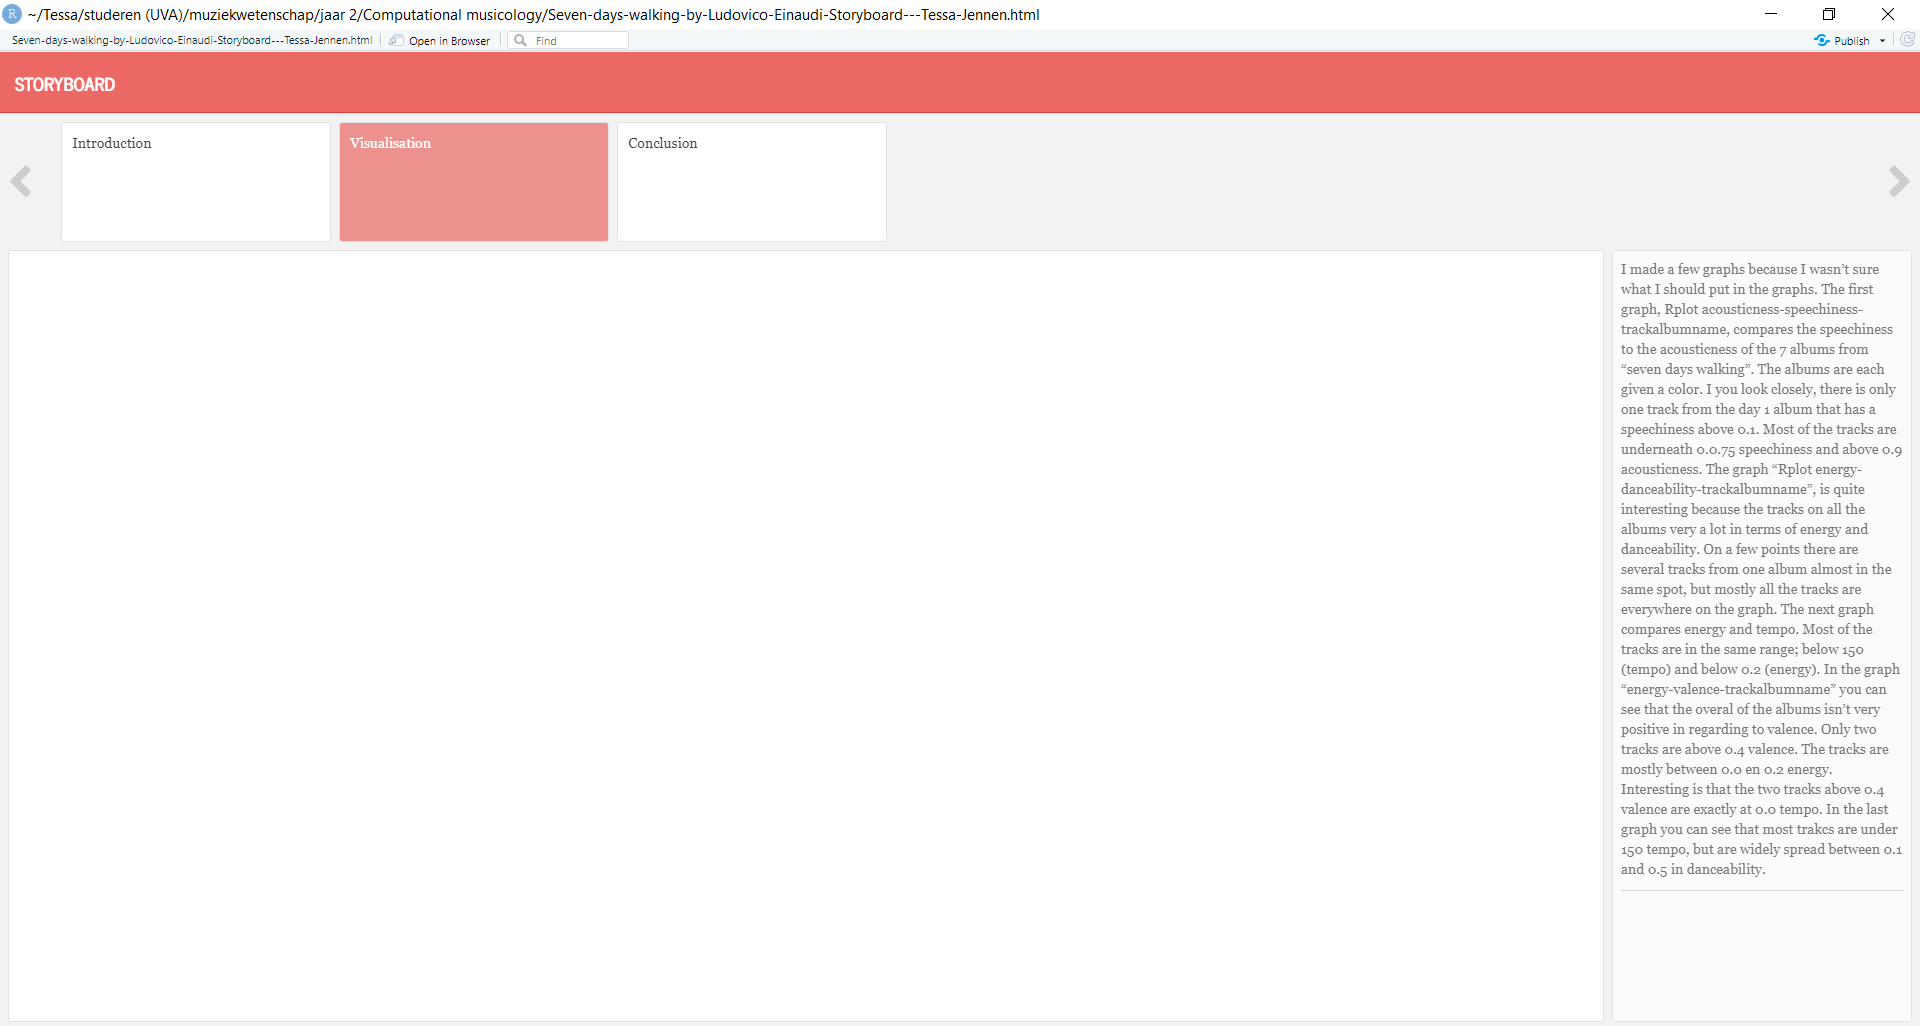 R ~/Tessa/studeren (UVA)/muziekwetenschap/jaar 2/Computational musicology/Seven-days-walking-by-Ludovico-Einaudi-Storyboard---Tessa-Jennen.html
Seven-days-walking-by-Ludovico-Einaudi-Storyboard---Tessa-Jennen.html Open in Browser Find Publish
STORYBOARD
Introduction
Visualisation
Conclusion
I made a few graphs because I wasn’t sure
what I should put in the graphs. The first
graph, Rplot acousticness-speechiness-
trackalbumname, compares the speechiness
to the acousticness of the 7 albums from
“seven days walking”. The albums are each
given a color. I you look closely, there is only
one track from the day 1 album that has a
speechiness above 0.1. Most of the tracks are
underneath 0.0.75 speechiness and above 0.9
acousticness. The graph “Rplot energy-
danceability-trackalbumname”, is quite
interesting because the tracks on all the
albums very a lot in terms of energy and
danceability. On a few points there are
several tracks from one album almost in the
same spot, but mostly all the tracks are
everywhere on the graph. The next graph
compares energy and tempo. Most of the
tracks are in the same range; below 150
(tempo) and below 0.2 (energy). In the graph
“energy-valence-trackalbumname” you can
see that the overal of the albums isn’t very
positive in regarding to valence. Only two
tracks are above 0.4 valence. The tracks are
mostly between 0.0 en 0.2 energy.
Interesting is that the two tracks above 0.4
valence are exactly at 0.0 tempo. In the last
graph you can see that most trakcs are under
150 tempo, but are widely spread between 0.1
and 0.5 in danceability.